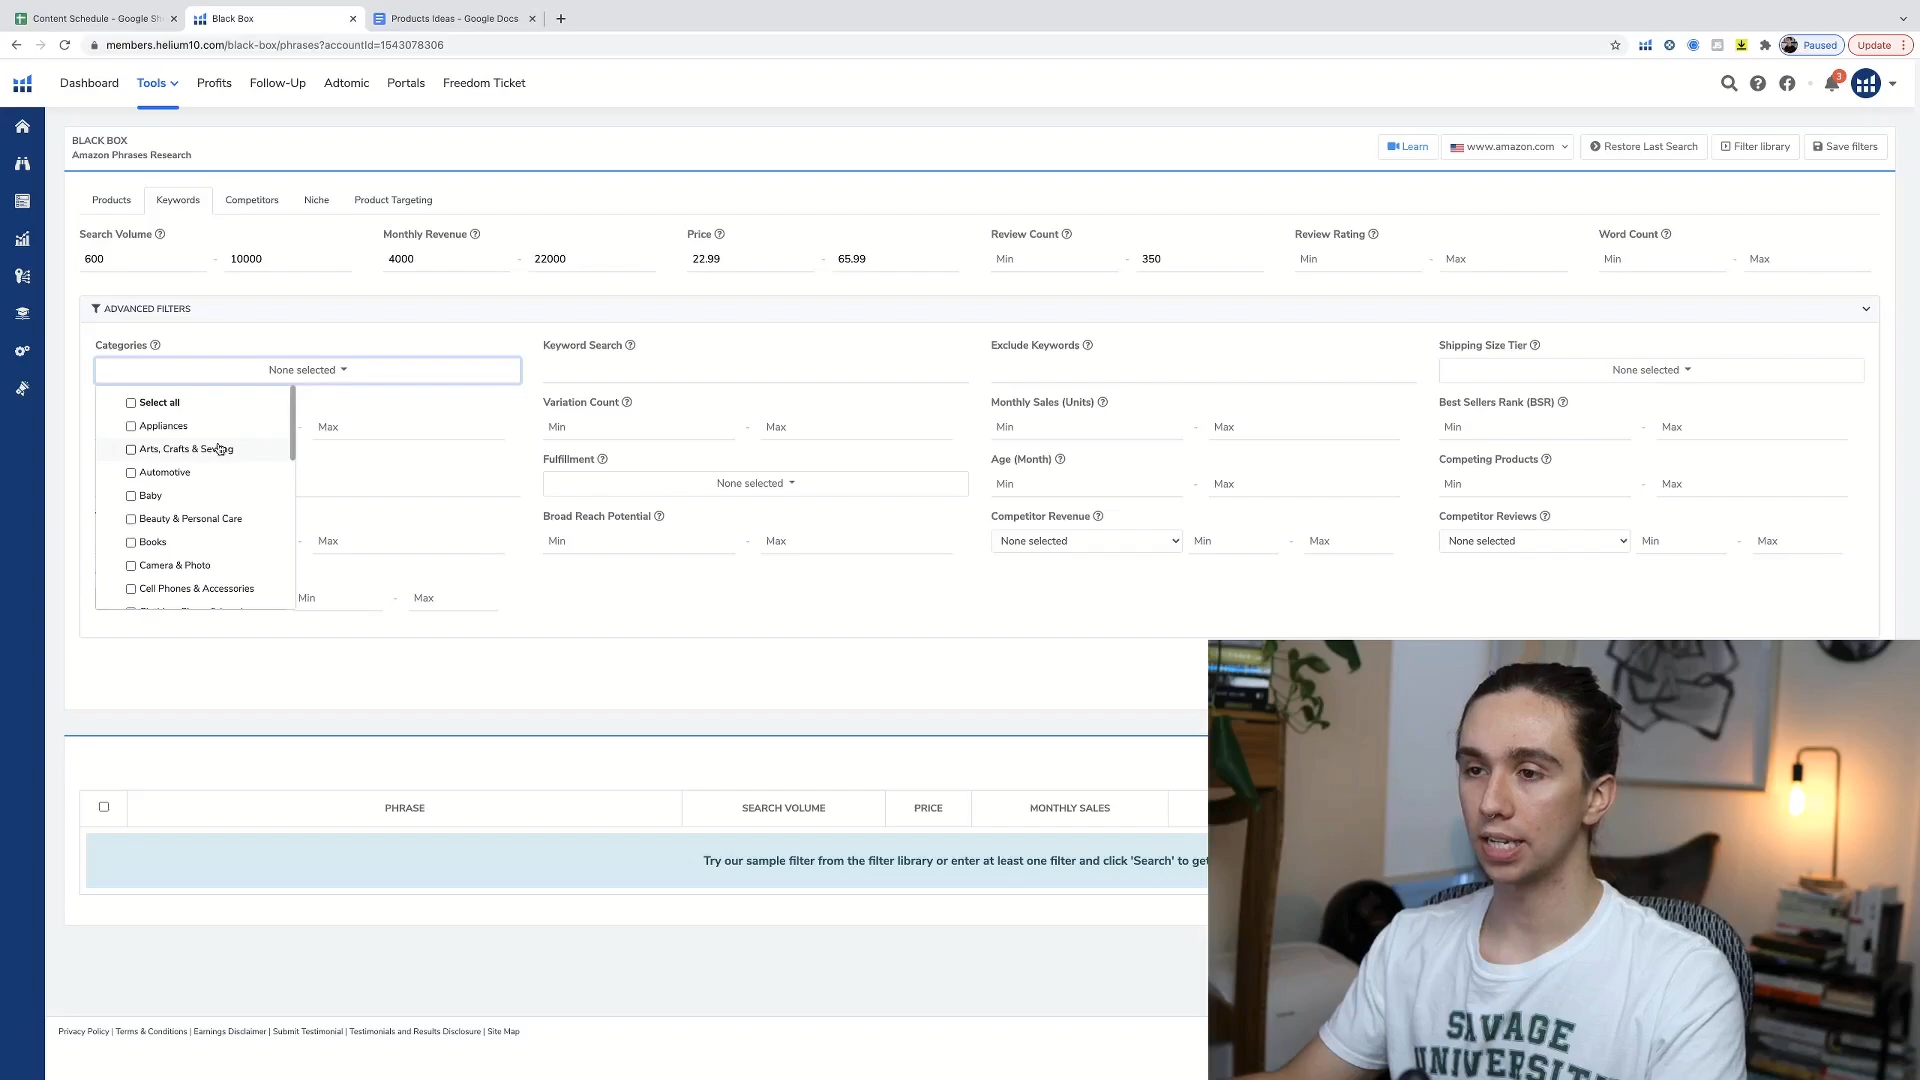 Content Schedule - Google Sh
Black Box
Products Ideas - Google Docs
members.helium10.com/black-box/phrases?accountId=1543078306
Paused
Update
Dashboard
Tools
Profits
Follow-Up
Adtomic
Portals
Freedom Ticket
3
BLACK BOX
Amazon Phrases Research
Learn
www.amazon.com
Restore Last Search
Filter library
Save filters
Products
Keywords
Competitors
Niche
Product Targeting
Search Volume
Monthly Revenue
Price
Review Count
Review Rating
Word Count
600 - 10000
4000 - 22000
22.99 - 65.99
Min - 350
Min - Max
Min - Max
ADVANCED FILTERS
Categories
Keyword Search
Exclude Keywords
Shipping Size Tier
None selected
None selected
Select all
Appliances
Arts, Crafts & Sewing
Automotive
Baby
Beauty & Personal Care
Books
Camera & Photo
Cell Phones & Accessories
Variation Count
Monthly Sales (Units)
Best Sellers Rank (BSR)
- Max
Min - Max
Min - Max
Min - Max
Fulfillment
Age (Month)
Competing Products
None selected
Min - Max
Min - Max
Broad Reach Potential
Competitor Revenue
Competitor Reviews
- Max
Min - Max
None selected
Min - Max
None selected
Min - Max
Min - Max
PHRASE
SEARCH VOLUME
PRICE
MONTHLY SALES
Try our sample filter from the filter library or enter at least one filter and click 'Search' to get
Privacy Policy | Terms & Conditions | Earnings Disclaimer | Submit Testimonial | Testimonials and Results Disclosure | Site Map
SAVAGE
UNIVERSITY